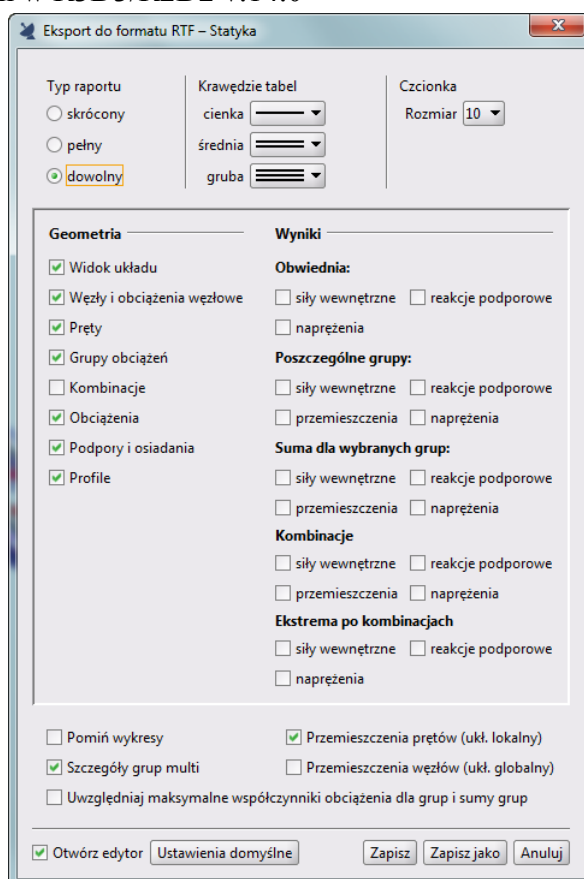 Eksport do formatu RTF – Statyka
Typ raportu Krawędzie tabel Czcionka
skrócony cienka Rozmiar 10
pełny średnia
dowolny gruba
Geometria Wyniki
Widok układu Obwiednia:
Węzły i obciążenia węzłowe siły wewnętrzne reakcje podporowe
Pręty naprężenia
Grupy obciążeń Poszczególne grupy:
Kombinacje siły wewnętrzne reakcje podporowe
Obciążenia przemieszczenia naprężenia
Podpory i osiadania Suma dla wybranych grup:
Profile siły wewnętrzne reakcje podporowe
przemieszczenia naprężenia
Kombinacje
siły wewnętrzne reakcje podporowe
przemieszczenia naprężenia
Ekstrema po kombinacjach
siły wewnętrzne reakcje podporowe
naprężenia
Pomiń wykresy Przemieszczenia prętów (ukł. lokalny)
Szczegóły grup multi Przemieszczenia węzłów (ukł. globalny)
Uwzględniaj maksymalne współczynniki obciążenia dla grup i sumy grup
Otwórz edytor Ustawienia domyślne Zapisz Zapisz jako Anuluj